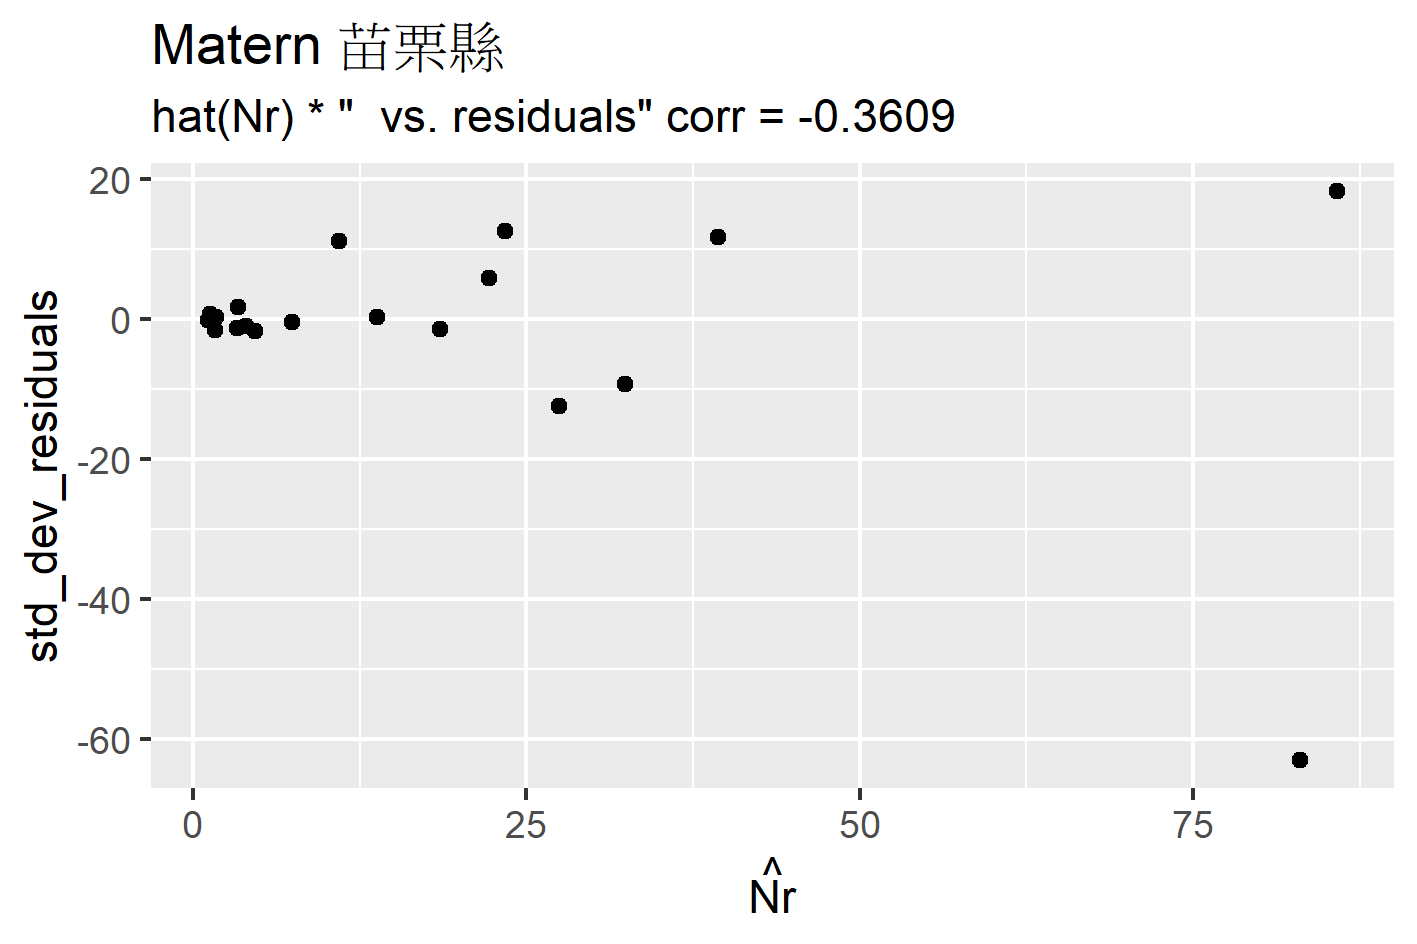 Matern 苗栗縣
hat(Nr) * "  vs. residuals" corr = -0.3609
std_dev_residuals
20
0
-20
-40
-60
0 25 50 75
N̂r